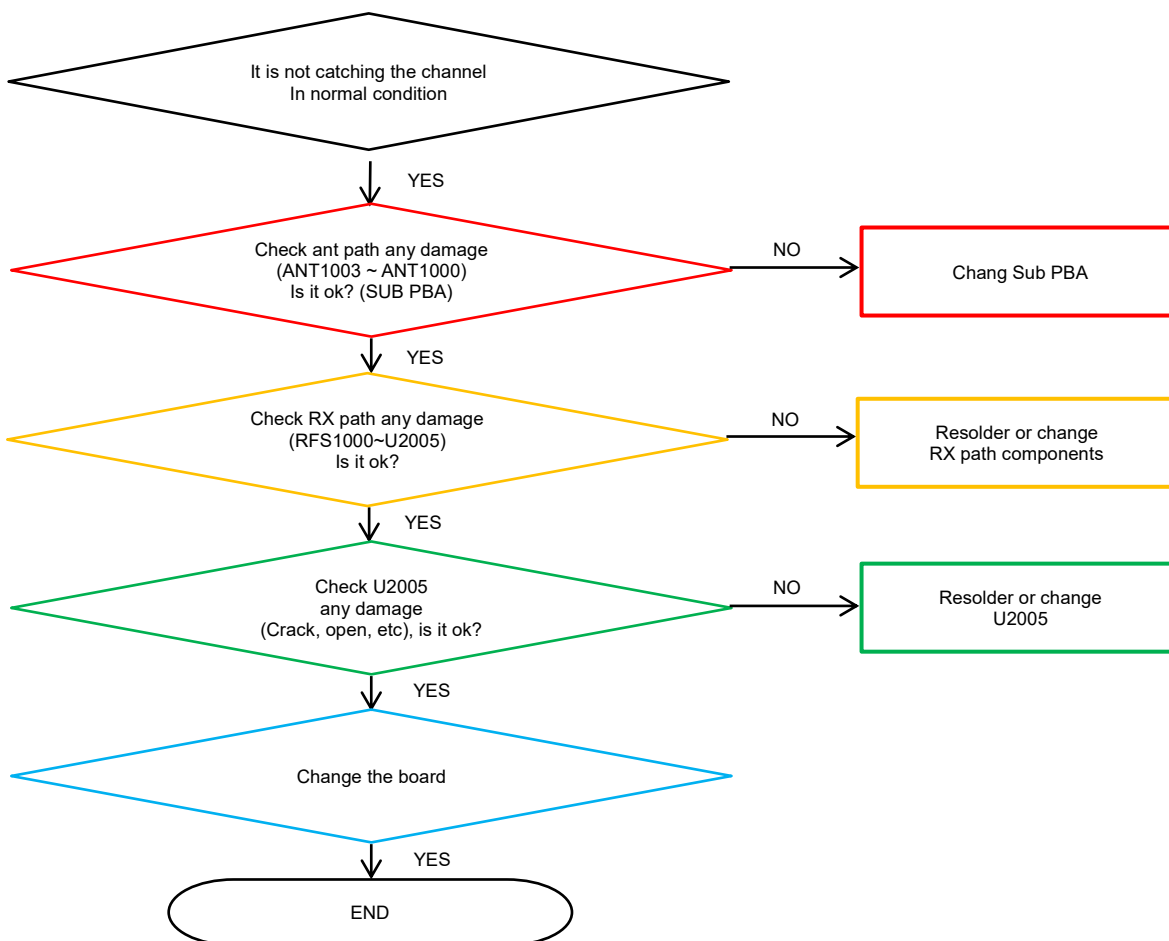 It is not catching the channel
In normal condition
YES
Check ant path any damage
(ANT1003 ~ ANT1000)
Is it ok? (SUB PBA)
NO
Chang Sub PBA
YES
Check RX path any damage
(RFS1000~U2005)
Is it ok?
NO
Resolder or change
RX path components
YES
Check U2005
any damage
(Crack, open, etc), is it ok?
NO
Resolder or change
U2005
YES
Change the board
YES
END